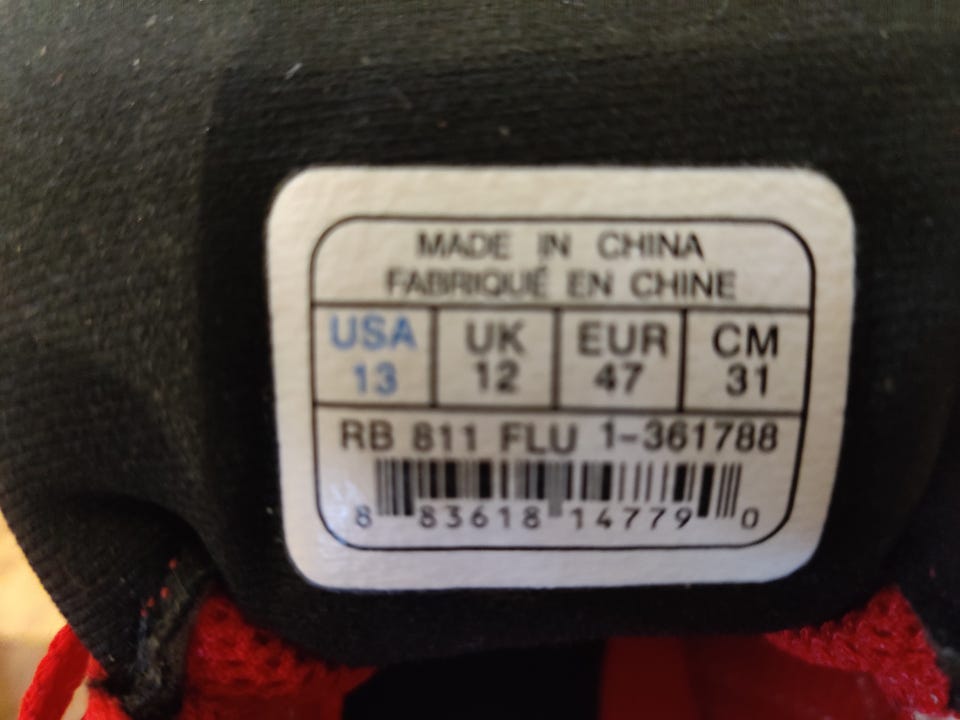 MADE IN CHINA
FABRIQUÉ EN CHINE
USA UK EUR CM
13 12 47 31
RB 811 FLU 1-361788
8 83618 14779 0